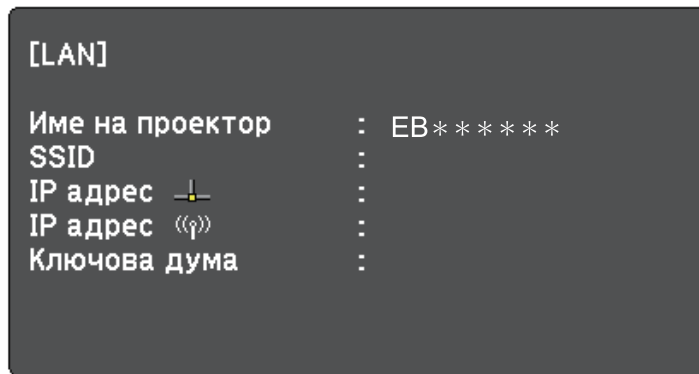 [LAN]
Име на проектор : EB∗∗∗∗∗∗
SSID :
IP адрес :
IP адрес :
Ключова дума :